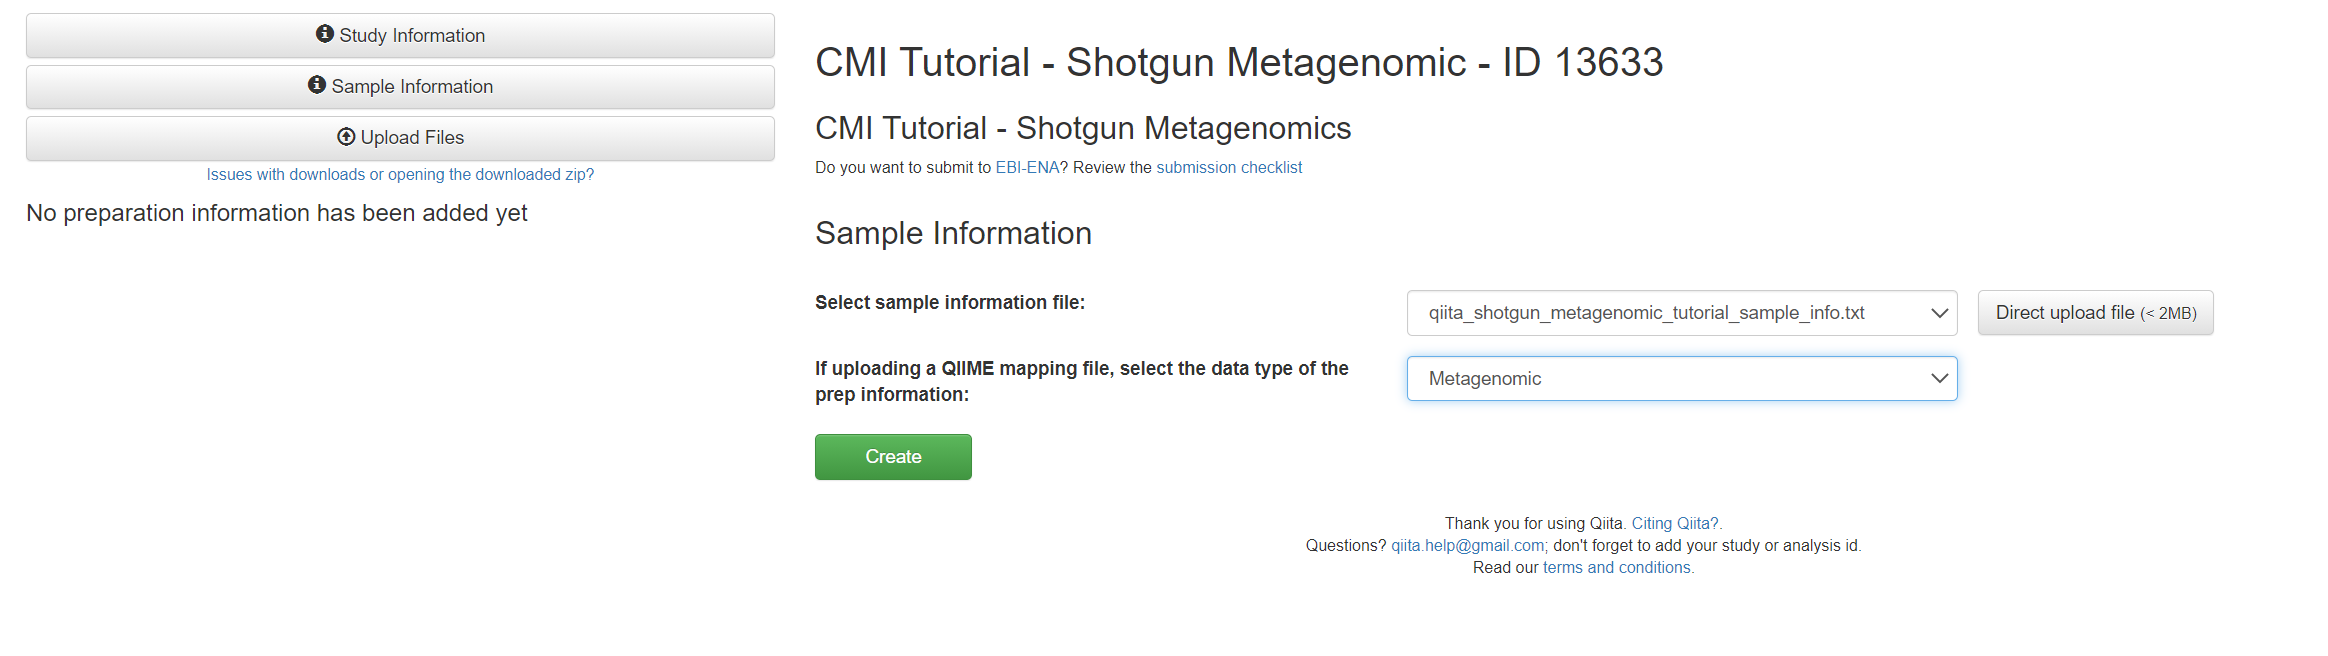 Study Information
Sample Information
Upload Files
Issues with downloads or opening the downloaded zip?
No preparation information has been added yet
CMI Tutorial - Shotgun Metagenomic - ID 13633
CMI Tutorial - Shotgun Metagenomics
Do you want to submit to EBI-ENA? Review the submission checklist
Sample Information
Select sample information file:
qiita_shotgun_metagenomic_tutorial_sample_info.txt
Direct upload file (< 2MB)
If uploading a QIIME mapping file, select the data type of the
prep information:
Metagenomic
Create
Thank you for using Qiita. Citing Qiita?.
Questions? qiita.help@gmail.com; don't forget to add your study or analysis id.
Read our terms and conditions.